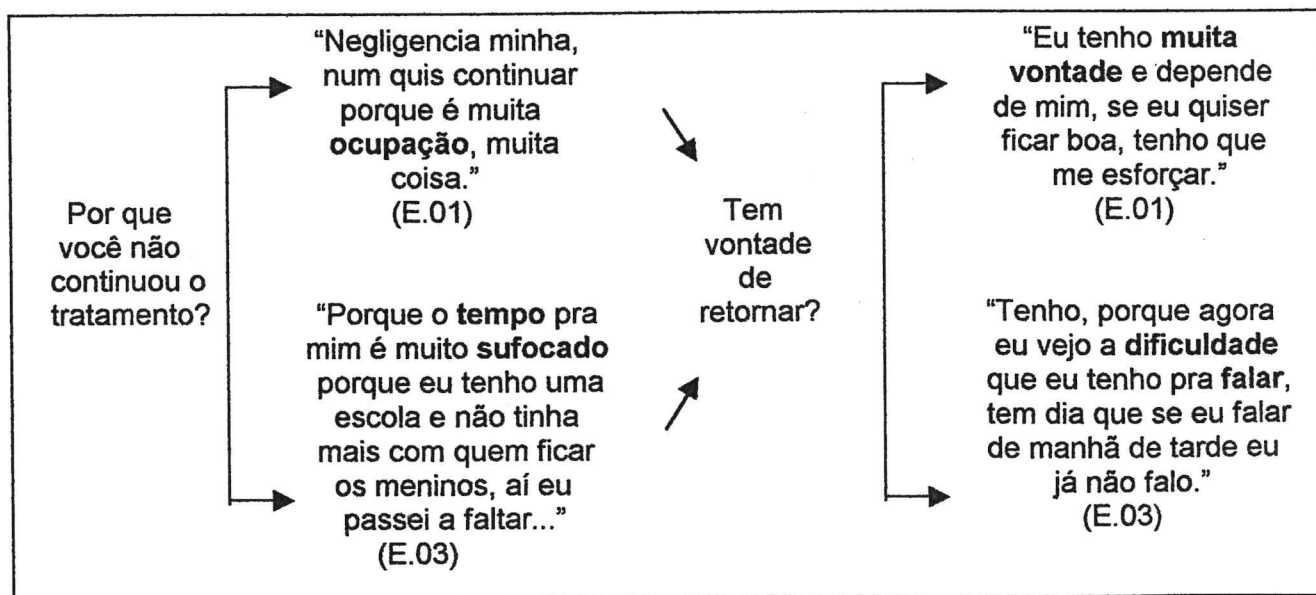 Por que
você não
continuou o
tratamento?
“Negligencia minha,
num quis continuar
porque é muita
ocupação, muita
coisa.”
(E.01)
“Porque o tempo pra
mim é muito sufocado
porque eu tenho uma
escola e não tinha
mais com quem ficar
os meninos, aí eu
passei a faltar...”
(E.03)
Tem
vontade
de
retornar?
“Eu tenho muita
vontade e depende
de mim, se eu quiser
ficar boa, tenho que
me esforçar.”
(E.01)
“Tenho, porque agora
eu vejo a dificuldade
que eu tenho pra falar,
tem dia que se eu falar
de manhã de tarde eu
já não falo.”
(E.03)